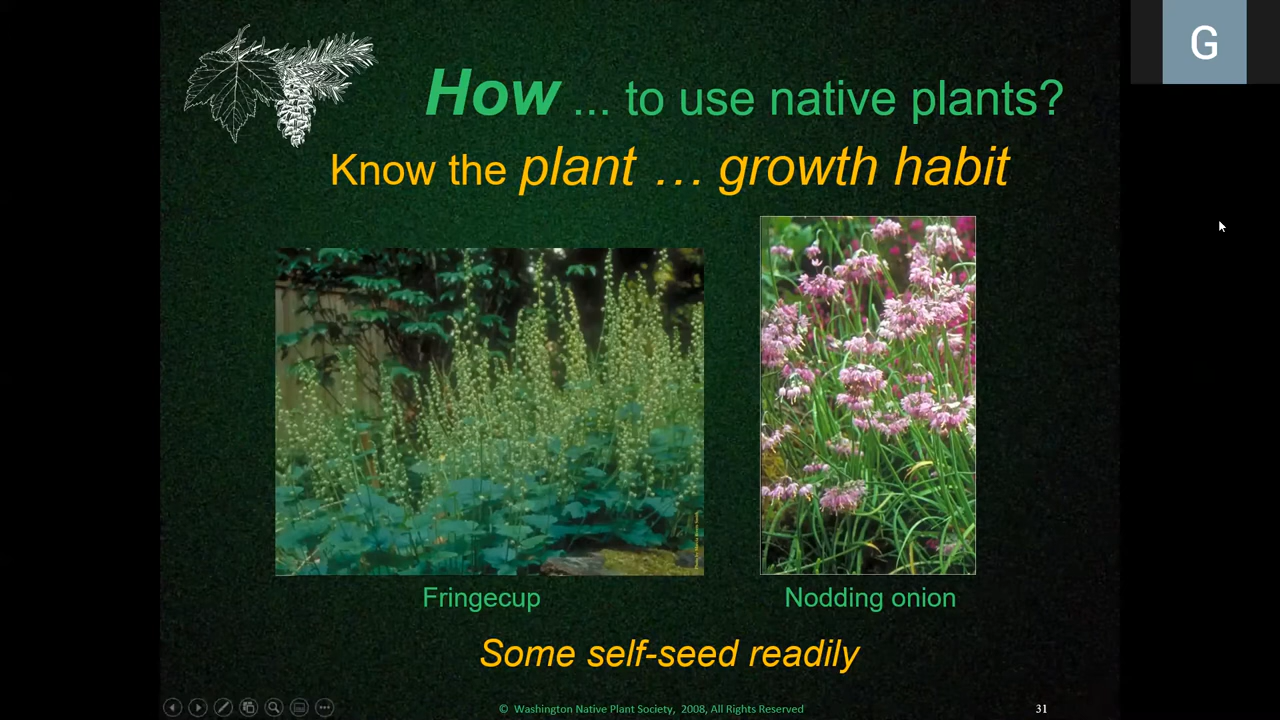 G
How ... to use native plants?
Know the plant … growth habit
Fringecup
Nodding onion
Some self-seed readily
© Washington Native Plant Society, 2008, All Rights Reserved
31